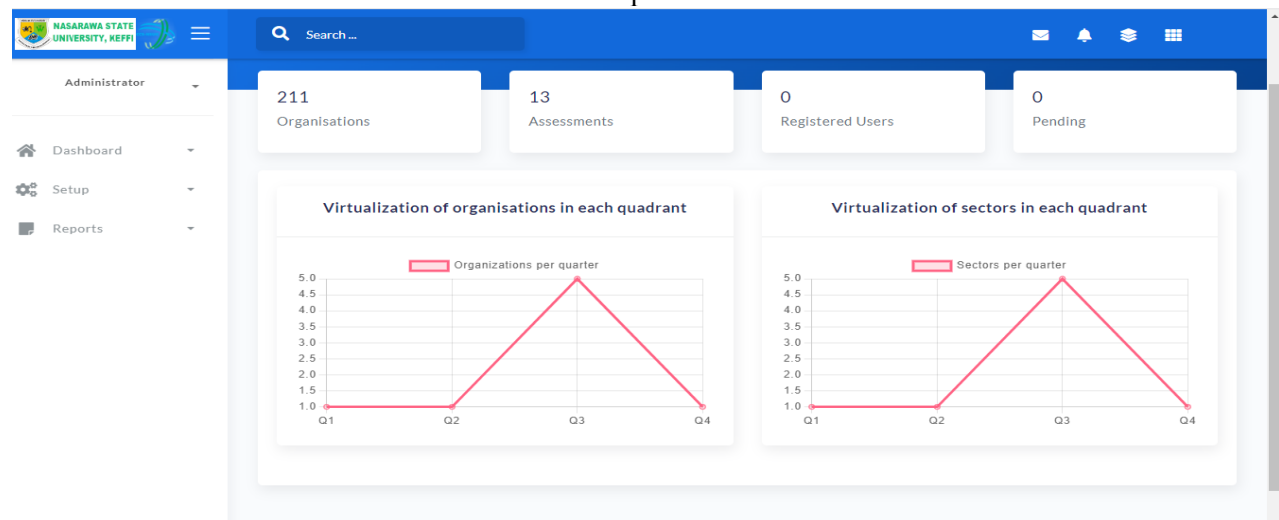 NASARAWA STATE
UNIVERSITY, KEFFI
Search ...
Administrator
Dashboard
Setup
Reports
211
Organisations
13
Assessments
0
Registered Users
0
Pending
Virtualization of organisations in each quadrant
Organizations per quarter
5.0
4.5
4.0
3.5
3.0
2.5
2.0
1.5
1.0
Q1 Q2 Q3 Q4
Virtualization of sectors in each quadrant
Sectors per quarter
5.0
4.5
4.0
3.5
3.0
2.5
2.0
1.5
1.0
Q1 Q2 Q3 Q4